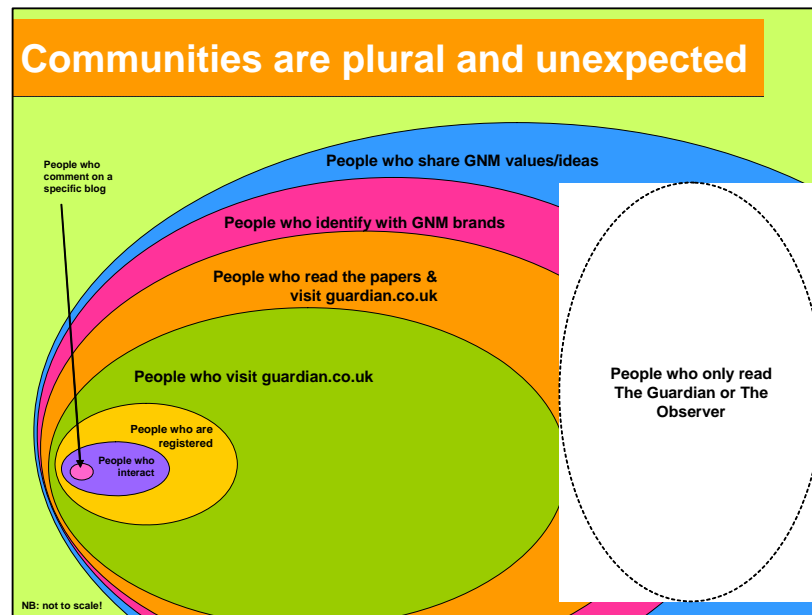 Communities are plural and unexpected
People who
comment on a
specific blog
People who share GNM values/ideas
People who identify with GNM brands
People who read the papers &
visit guardian.co.uk
People who visit guardian.co.uk
People who only read
The Guardian or The
Observer
People who are
registered
People who
interact
NB: not to scale!